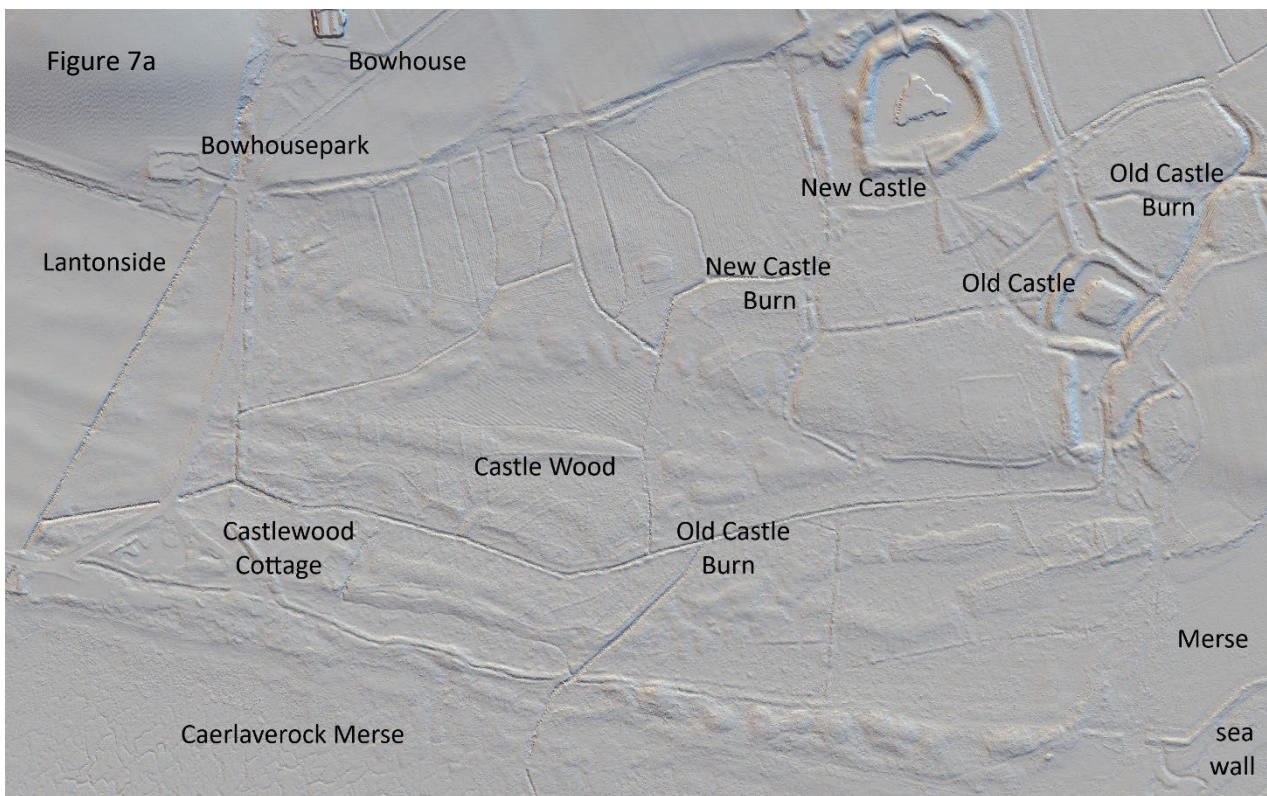 Figure 7a
Bowhouse
Bowhousepark
New Castle
Old Castle
Burn
Lantonside
New Castle
Burn
Old Castle
Castle Wood
Castlewood
Cottage
Old Castle
Burn
Merse
Caerlaverock Merse
sea
wall